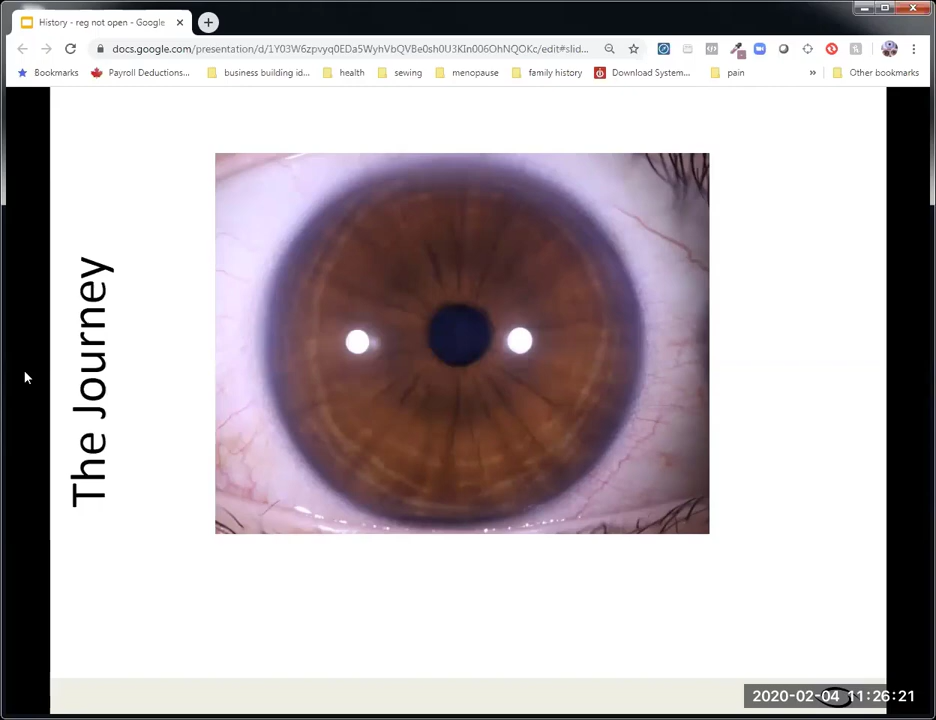 History - reg not open - Google
docs.google.com/presentation/d/1Y03W6zpvyq0EDa5WyhVbQVBe0sh0U3KIn006OhNQOKc/edit#slid...
Bookmarks
Payroll Deductions...
business building id...
health
sewing
menopause
family history
Download System...
pain
»
Other bookmarks
The Journey
2020-02-04 11:26:21